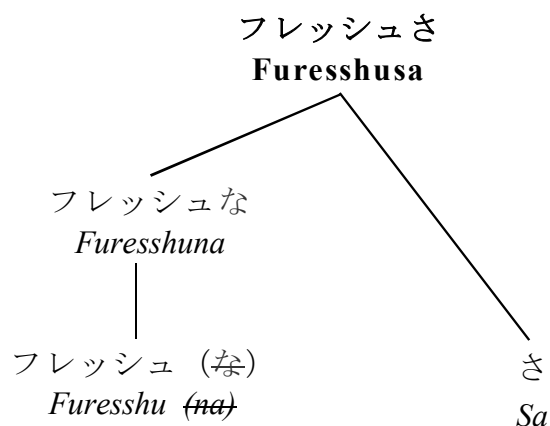 フレッシュさ
Furesshusa
フレッシュな
Furesshuna
フレッシュ (な) さ
Furesshu (na) Sa